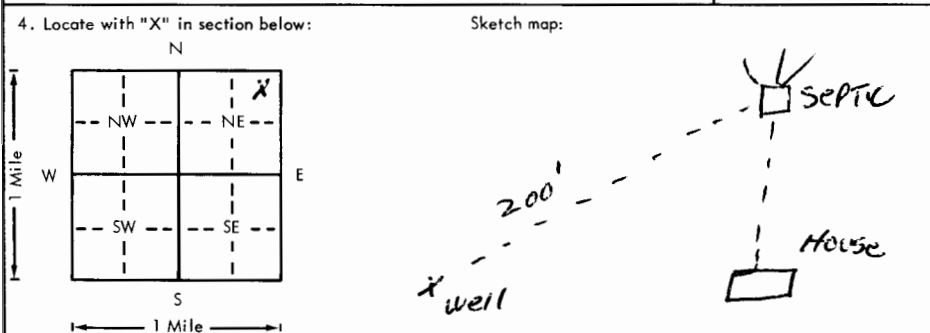 4. Locate with "X" in section below:
N
NW
NE
X
1 Mile
W
E
SW
SE
S
1 Mile
Sketch map:
SEPTIC
200'
House
X well